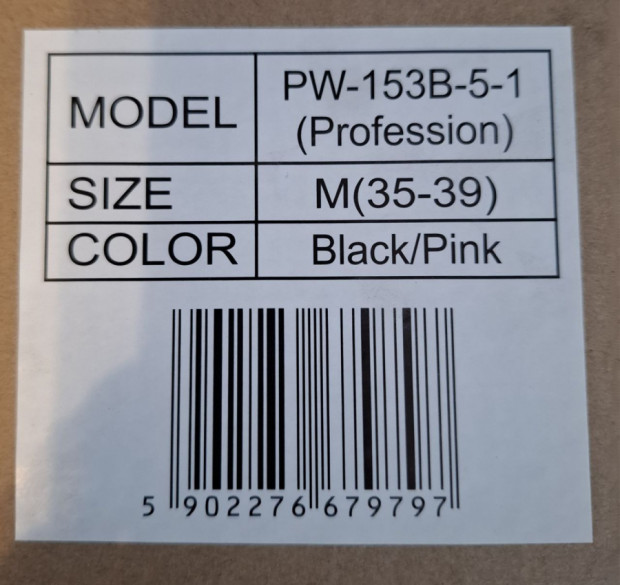 MODEL PW-153B-5-1
(Profession)
SIZE M(35-39)
COLOR Black/Pink
5 902276 679797